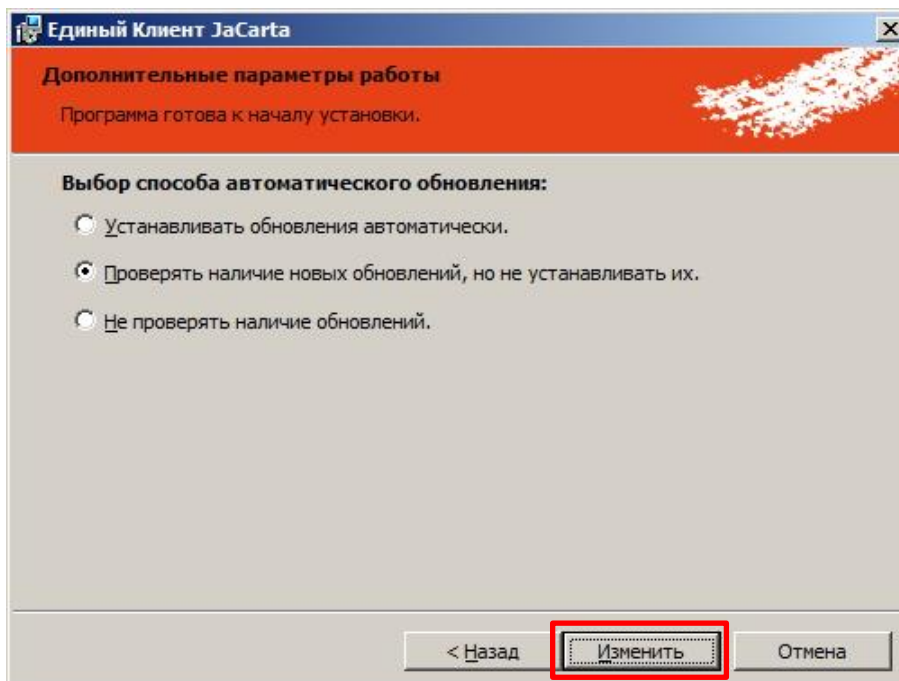 Единый Клиент JaCarta
Дополнительные параметры работы
Программа готова к началу установки.
Выбор способа автоматического обновления:
Устанавливать обновления автоматически.
Проверять наличие новых обновлений, но не устанавливать их.
Не проверять наличие обновлений.
< Назад
Изменить
Отмена